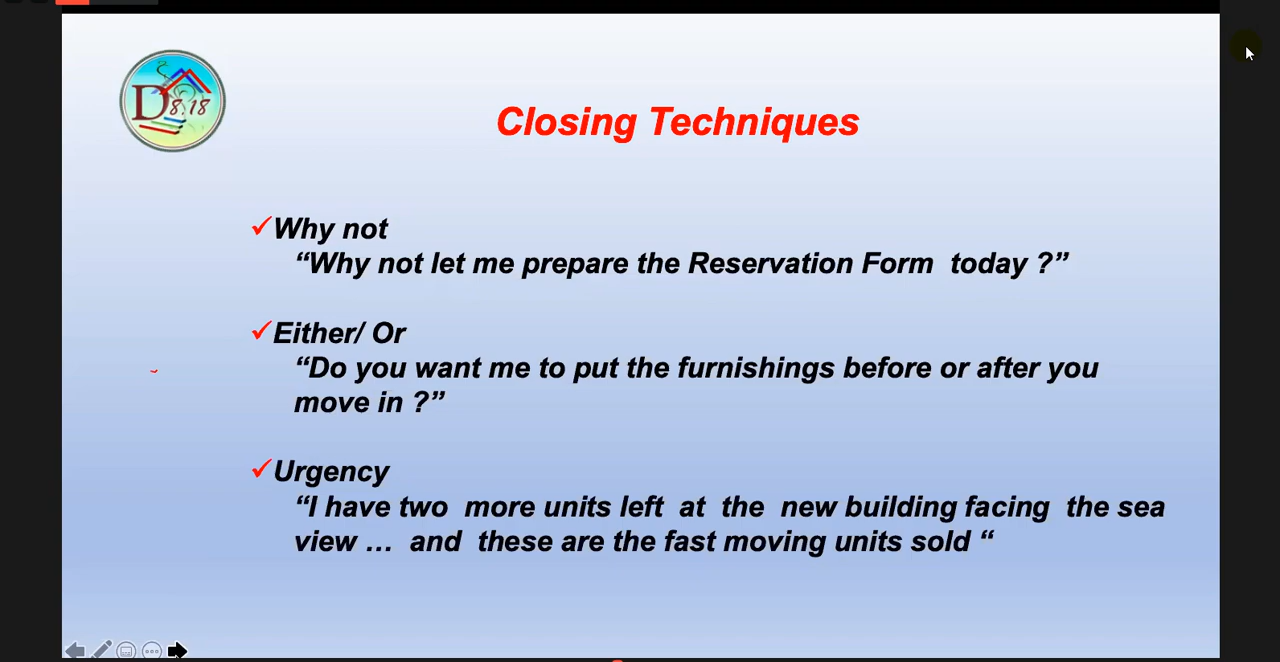 D8.18
Closing Techniques
✓Why not
“Why not let me prepare the Reservation Form today ?”
✓Either/ Or
“Do you want me to put the furnishings before or after you
move in ?”
✓Urgency
“I have two more units left at the new building facing the sea
view … and these are the fast moving units sold “